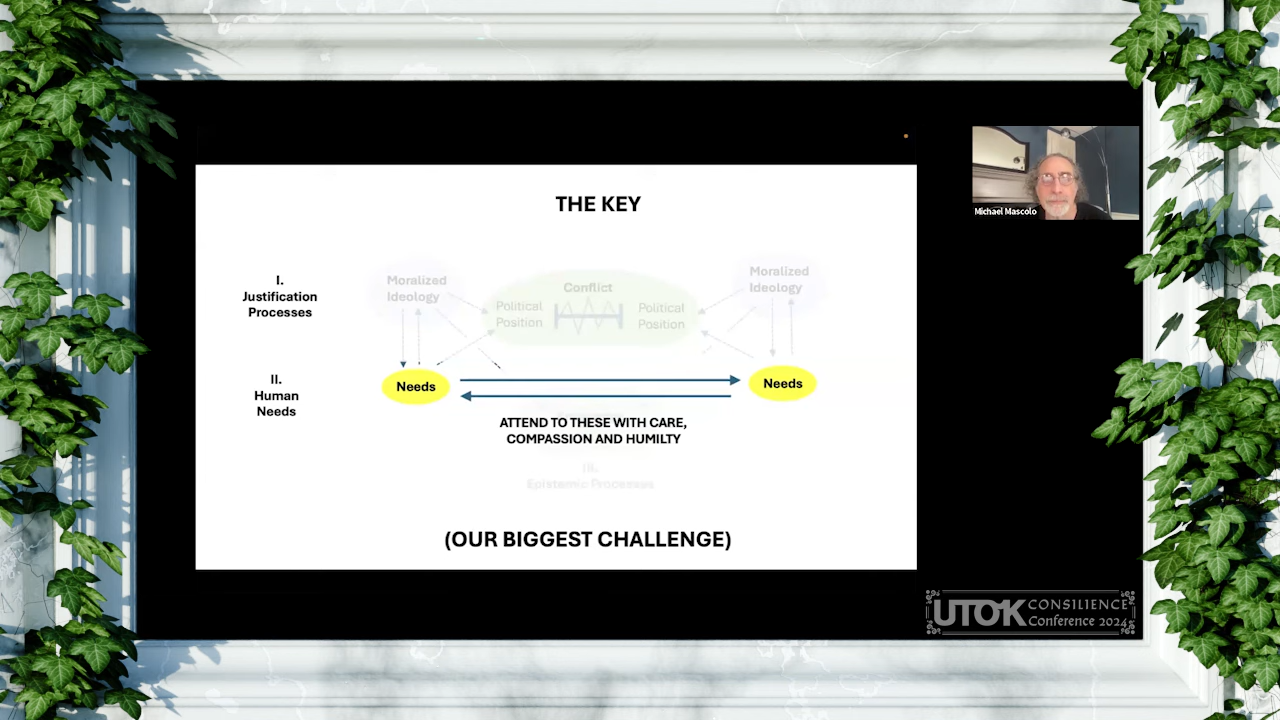 THE KEY
I.
Justification
Processes
Moralized
Ideology
Conflict
Political
Position
Political
Position
Moralized
Ideology
II.
Human
Needs
Needs
Needs
ATTEND TO THESE WITH CARE,
COMPASSION AND HUMILTY
III.
Epistemic Processes
(OUR BIGGEST CHALLENGE)
Michael Mascolo
UTOK CONSILIENCE
Conference 2024